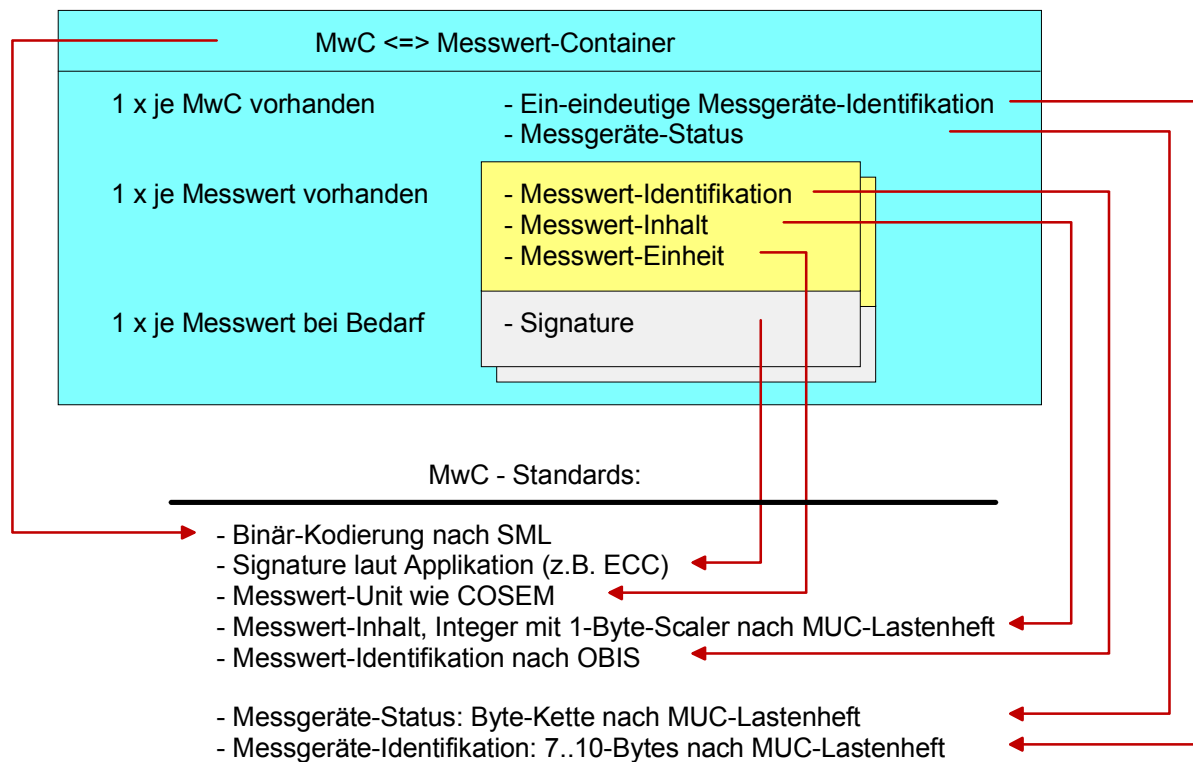 MwC <=> Messwert-Container
1 x je MwC vorhanden
- Ein-eindeutige Messgeräte-Identifikation
- Messgeräte-Status
1 x je Messwert vorhanden
- Messwert-Identifikation
- Messwert-Inhalt
- Messwert-Einheit
1 x je Messwert bei Bedarf
- Signature
MwC - Standards:
- Binär-Kodierung nach SML
- Signature laut Applikation (z.B. ECC)
- Messwert-Unit wie COSEM
- Messwert-Inhalt, Integer mit 1-Byte-Scaler nach MUC-Lastenheft
- Messwert-Identifikation nach OBIS
- Messgeräte-Status: Byte-Kette nach MUC-Lastenheft
- Messgeräte-Identifikation: 7..10-Bytes nach MUC-Lastenheft